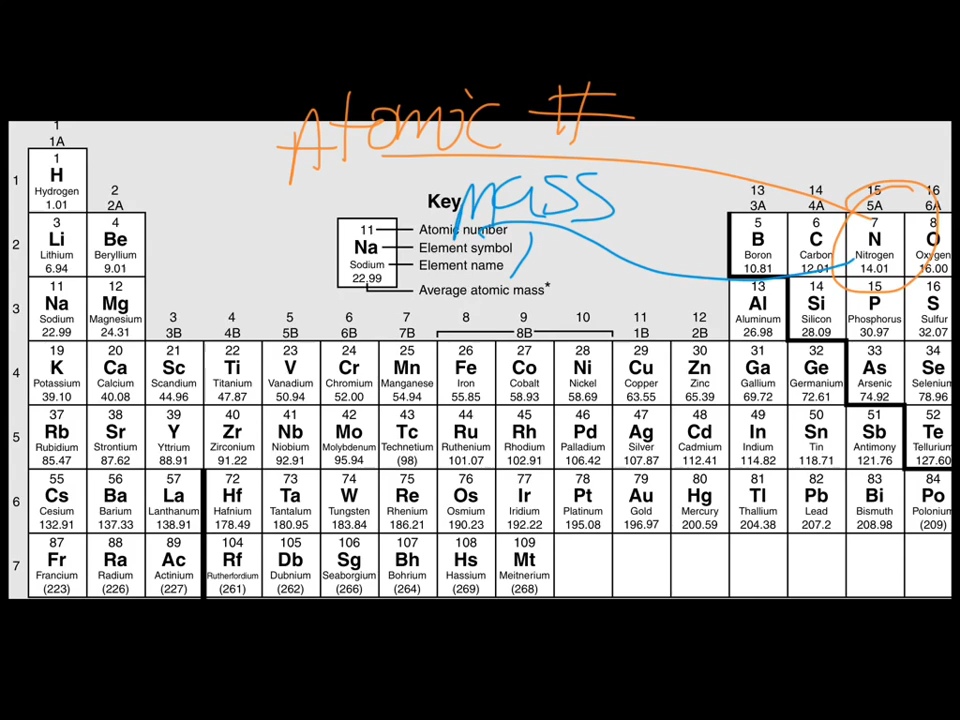 Atomic #
mass
1
1A
2
2A
13
3A
14
4A
15
5A
16
6A
Key
11 Atomic number
Na Element symbol
Sodium Element name
22.99 Average atomic mass*
3 4 5 6 7 8 9 10 11 12
3B 4B 5B 6B 7B 8B 1B 2B
1
1
H
Hydrogen
1.01
2
3 4 5 6 7 8
Li Be B C N O
Lithium Beryllium Boron Carbon Nitrogen Oxygen
6.94 9.01 10.81 12.01 14.01 16.00
3
11 12 13 14 15 16
Na Mg Al Si P S
Sodium Magnesium Aluminum Silicon Phosphorus Sulfur
22.99 24.31 26.98 28.09 30.97 32.07
4
19 20 21 22 23 24 25 26 27 28 29 30 31 32 33 34
K Ca Sc Ti V Cr Mn Fe Co Ni Cu Zn Ga Ge As Se
Potassium Calcium Scandium Titanium Vanadium Chromium Manganese Iron Cobalt Nickel Copper Zinc Gallium Germanium Arsenic Selenium
39.10 40.08 44.96 47.87 50.94 52.00 54.94 55.85 58.93 58.69 63.55 65.39 69.72 72.61 74.92 78.96
5
37 38 39 40 41 42 43 44 45 46 47 48 49 50 51 52
Rb Sr Y Zr Nb Mo Tc Ru Rh Pd Ag Cd In Sn Sb Te
Rubidium Strontium Yttrium Zirconium Niobium Molybdenum Technetium Ruthenium Rhodium Palladium Silver Cadmium Indium Tin Antimony Tellurium
85.47 87.62 88.91 91.22 92.91 95.94 (98) 101.07 102.91 106.42 107.87 112.41 114.82 118.71 121.76 127.60
6
55 56 57 72 73 74 75 76 77 78 79 80 81 82 83 84
Cs Ba La Hf Ta W Re Os Ir Pt Au Hg Tl Pb Bi Po
Cesium Barium Lanthanum Hafnium Tantalum Tungsten Rhenium Osmium Iridium Platinum Gold Mercury Thallium Lead Bismuth Polonium
132.91 137.33 138.91 178.49 180.95 183.84 186.21 190.23 192.22 195.08 196.97 200.59 204.38 207.2 208.98 (209)
7
87 88 89 104 105 106 107 108 109
Fr Ra Ac Rf Db Sg Bh Hs Mt
Francium Radium Actinium Rutherfordium Dubnium Seaborgium Bohrium Hassium Meitnerium
(223) (226) (227) (261) (262) (266) (264) (269) (268)